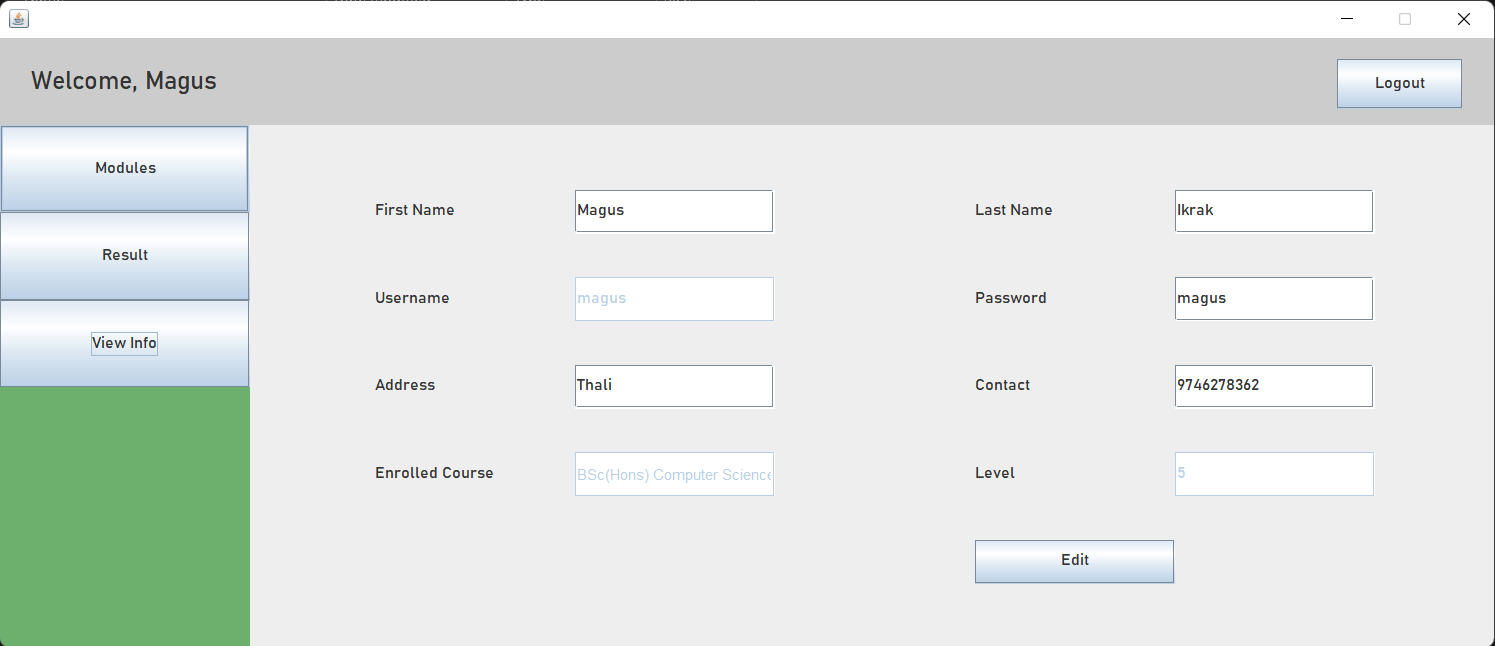 Welcome, Magus
Logout
Modules
Result
View Info
First Name
Magus
Last Name
Ikrak
Username
magus
Password
magus
Address
Thali
Contact
9746278362
Enrolled Course
BSc(Hons) Computer Science
Level
5
Edit